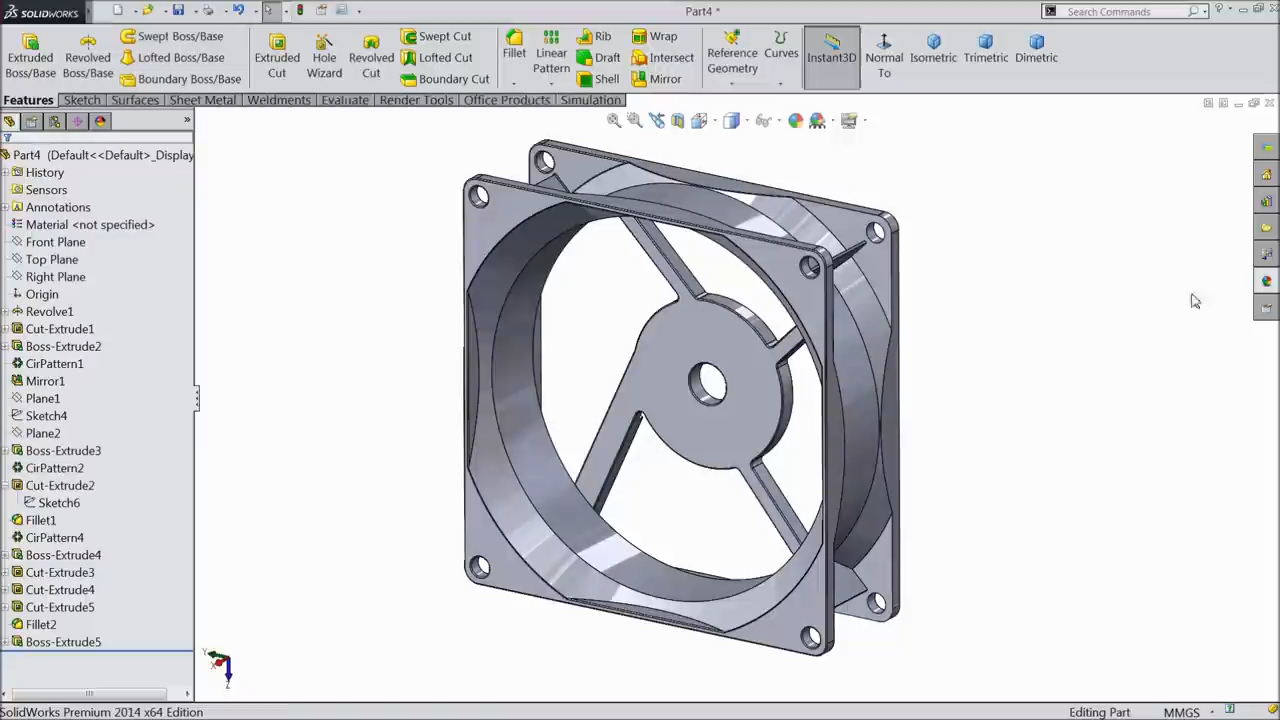 SOLIDWORKS
Part4 *
Search Commands
Extruded Boss/Base
Revolved Boss/Base
Swept Boss/Base
Lofted Boss/Base
Boundary Boss/Base
Extruded Cut
Hole Wizard
Revolved Cut
Swept Cut
Lofted Cut
Boundary Cut
Fillet
Linear Pattern
Rib
Draft
Shell
Wrap
Intersect
Mirror
Reference Geometry
Curves
Instant3D
Normal To
Isometric
Trimetric
Dimetric
Features
Sketch
Surfaces
Sheet Metal
Weldments
Evaluate
Render Tools
Office Products
Simulation
Part4 (Default<<Default>_Display
History
Sensors
Annotations
Material <not specified>
Front Plane
Top Plane
Right Plane
Origin
Revolve1
Cut-Extrude1
Boss-Extrude2
CirPattern1
Mirror1
Plane1
Sketch4
Plane2
Boss-Extrude3
CirPattern2
Cut-Extrude2
Sketch6
Fillet1
CirPattern4
Boss-Extrude4
Cut-Extrude3
Cut-Extrude4
Cut-Extrude5
Fillet2
Boss-Extrude5
Y
X
Z
SolidWorks Premium 2014 x64 Edition
Editing Part
MMGS